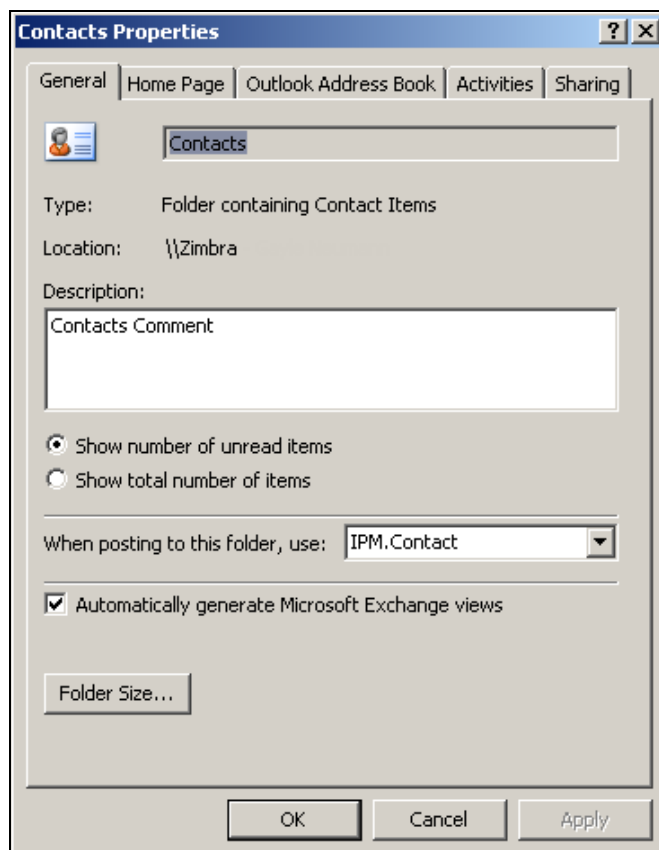 Contacts Properties
General Home Page Outlook Address Book Activities Sharing
Contacts
Type: Folder containing Contact Items
Location: \\Zimbra
Description:
Contacts Comment
Show number of unread items
Show total number of items
When posting to this folder, use: IPM.Contact
Automatically generate Microsoft Exchange views
Folder Size...
OK Cancel Apply